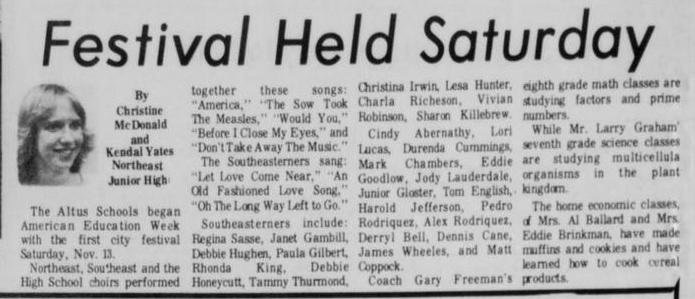 Festival Held Saturday
By
Christine
McDonald
and
Kendal Yates
Northeast
Junior High
The Altus Schools began
American Education Week
with the first city festival
Saturday, Nov. 13.
Northeast, Southeast and the
High School choirs performed
together these songs:
"America," "The Sow Took
The Measles," "Would You,"
"Before I Close My Eyes," and
"Don't Take Away The Music."
The Southeasterners sang:
"Let Love Come Near," "An
Old Fashioned Love Song,"
"Oh The Long Way Left to Go."
Southeasterners include:
Regina Sasse, Janet Gambill,
Debbie Hughen, Paula Gilbert,
Rhonda King, Debbie
Honeycutt, Tammy Thurmond,
Christina Irwin, Lesa Hunter,
Charla Richeson, Vivian
Robinson, Sharon Killebrew.
Cindy Abernathy, Lori
Lucas, Durenda Cummings,
Mark Chambers, Eddie
Goodlow, Jody Lauderdale,
Junior Gloster, Tom English,
Harold Jefferson, Pedro
Rodriquez, Alex Rodriquez,
Derryl Bell, Dennis Cane,
James Wheeles, and Matt
Coppock.
Coach Gary Freeman's
eighth grade math classes are
studying factors and prime
numbers.
While Mr. Larry Graham'
seventh grade science classes
are studying multicellula
organisms in the plant
kingdom.
The home economic classes,
of Mrs. Al Ballard and Mrs.
Eddie Brinkman, have made
muffins and cookies and have
learned how to cook cereal
products.